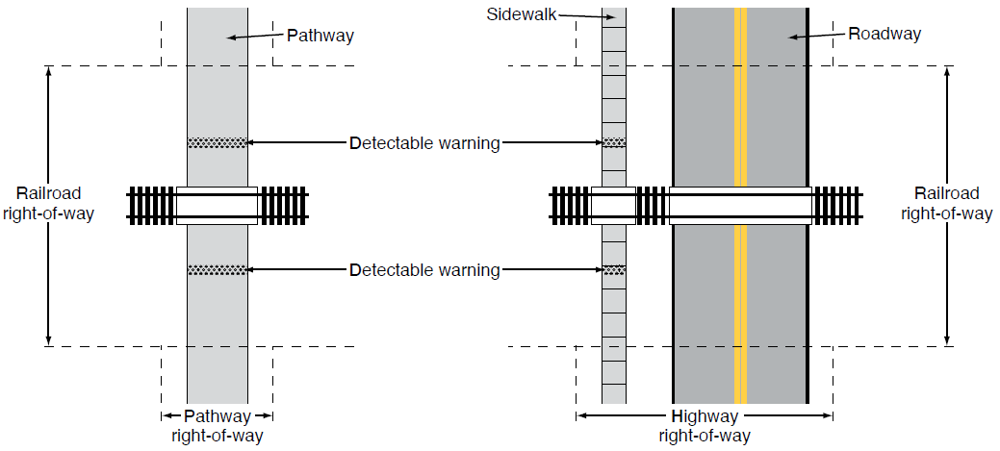 Sidewalk
Pathway
Roadway
Detectable warning
Railroad
right-of-way
Railroad
right-of-way
Detectable warning
Pathway
right-of-way
Highway
right-of-way